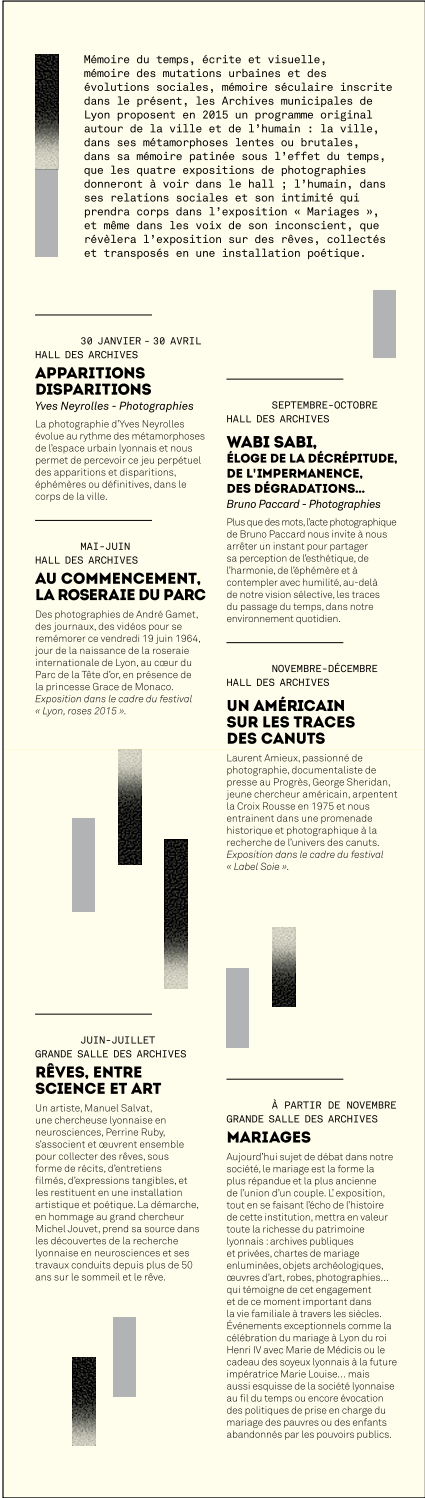 Mémoire du temps, écrite et visuelle,
mémoire des mutations urbaines et des
évolutions sociales, mémoire séculaire inscrite
dans le présent, les Archives municipales de
Lyon proposent en 2015 un programme original
autour de la ville et de l'humain : la ville,
dans ses métamorphoses lentes ou brutales,
dans sa mémoire patinée sous l'effet du temps,
que les quatre expositions de photographies
donneront à voir dans le hall ; l'humain, dans
ses relations sociales et son intimité qui
prendra corps dans l'exposition « Mariages »,
et même dans les voix de son inconscient, que
révèlera l'exposition sur des rêves, collectés
et transposés en une installation poétique.
30 JANVIER - 30 AVRIL
HALL DES ARCHIVES
APPARITIONS
DISPARITIONS
Yves Neyrolles - Photographies
La photographie d'Yves Neyrolles
évolue au rythme des métamorphoses
de l'espace urbain lyonnais et nous
permet de percevoir ce jeu perpétuel
des apparitions et disparitions,
éphémères ou définitives, dans le
corps de la ville.
MAI-JUIN
HALL DES ARCHIVES
AU COMMENCEMENT,
LA ROSERAIE DU PARC
Des photographies de André Gamet,
des journaux, des vidéos pour se
remémorer ce vendredi 19 juin 1964,
jour de la naissance de la roseraie
internationale de Lyon, au cœur du
Parc de la Tête d'or, en présence de
la princesse Grace de Monaco.
Exposition dans le cadre du festival
« Lyon, roses 2015 ».
JUIN-JUILLET
GRANDE SALLE DES ARCHIVES
RÊVES, ENTRE
SCIENCE ET ART
Un artiste, Manuel Salvat,
une chercheuse lyonnaise en
neurosciences, Perrine Ruby,
s'associent et œuvrent ensemble
pour collecter des rêves, sous
forme de récits, d'entretiens
filmés, d'expressions tangibles, et
les restituent en une installation
artistique et poétique. La démarche,
en hommage au grand chercheur
Michel Jouvet, prend sa source dans
les découvertes de la recherche
lyonnaise en neurosciences et ses
travaux conduits depuis plus de 50
ans sur le sommeil et le rêve.
SEPTEMBRE-OCTOBRE
HALL DES ARCHIVES
WABI SABI,
ÉLOGE DE LA DÉCRÉPITUDE,
DE L'IMPERMANENCE,
DES DÉGRADATIONS...
Bruno Paccard - Photographies
Plus que des mots, l'acte photographique
de Bruno Paccard nous invite à nous
arrêter un instant pour partager
sa perception de l'esthétique, de
l'harmonie, de l'éphémère et à
contempler avec humilité, au-delà
de notre vision sélective, les traces
du passage du temps, dans notre
environnement quotidien.
NOVEMBRE-DÉCEMBRE
HALL DES ARCHIVES
UN AMÉRICAIN
SUR LES TRACES
DES CANUTS
Laurent Amieux, passionné de
photographie, documentaliste de
presse au Progrès, George Sheridan,
jeune chercheur américain, arpentent
la Croix Rousse en 1975 et nous
entrainent dans une promenade
historique et photographique à la
recherche de l'univers des canuts.
Exposition dans le cadre du festival
« Label Soie ».
À PARTIR DE NOVEMBRE
GRANDE SALLE DES ARCHIVES
MARIAGES
Aujourd'hui sujet de débat dans notre
société, le mariage est la forme la
plus répandue et la plus ancienne
de l'union d'un couple. L' exposition,
tout en se faisant l'écho de l'histoire
de cette institution, mettra en valeur
toute la richesse du patrimoine
lyonnais : archives publiques
et privées, chartes de mariage
enluminées, objets archéologiques,
œuvres d'art, robes, photographies...
qui témoigne de cet engagement
et de ce moment important dans
la vie familiale à travers les siècles.
Événements exceptionnels comme la
célébration du mariage à Lyon du roi
Henri IV avec Marie de Médicis ou le
cadeau des soyeux lyonnais à la future
impératrice Marie Louise... mais
aussi esquisse de la société lyonnaise
au fil du temps ou encore évocation
des politiques de prise en charge du
mariage des pauvres ou des enfants
abandonnés par les pouvoirs publics.